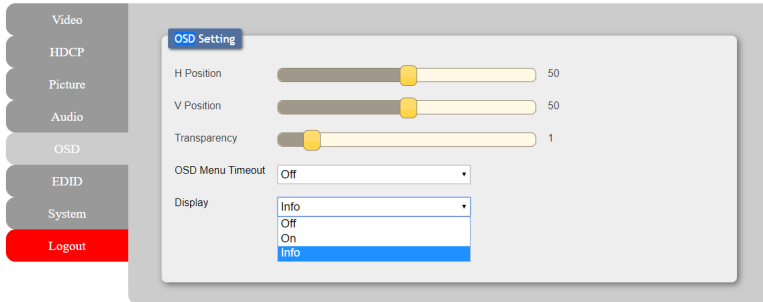 Video
HDCP
Picture
Audio
OSD
EDID
System
Logout
OSD Setting
H Position 50
V Position 50
Transparency 1
OSD Menu Timeout Off
Display Info
Off
On
Info